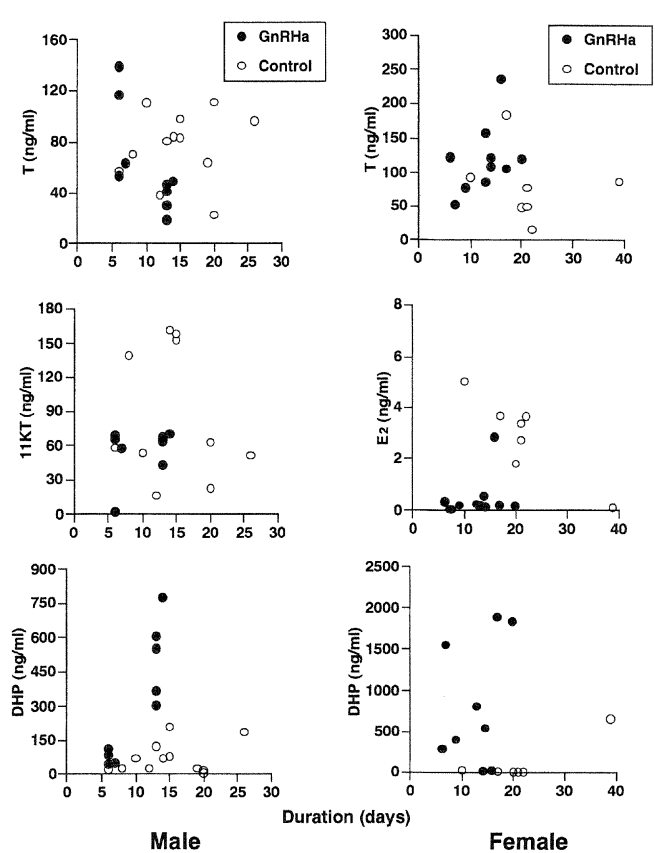 GnRHa
Control
160
120
80
40
0
T (ng/ml)
0 5 10 15 20 25 30
GnRHa
Control
300
250
200
150
100
50
0
T (ng/ml)
0 10 20 30 40
180
150
120
90
60
30
0
11KT (ng/ml)
0 5 10 15 20 25 30
8
6
4
2
0
E2 (ng/ml)
0 10 20 30 40
900
750
600
450
300
150
0
DHP (ng/ml)
0 5 10 15 20 25 30
2500
2000
1500
1000
500
0
DHP (ng/ml)
0 10 20 30 40
Duration (days)
Male Female